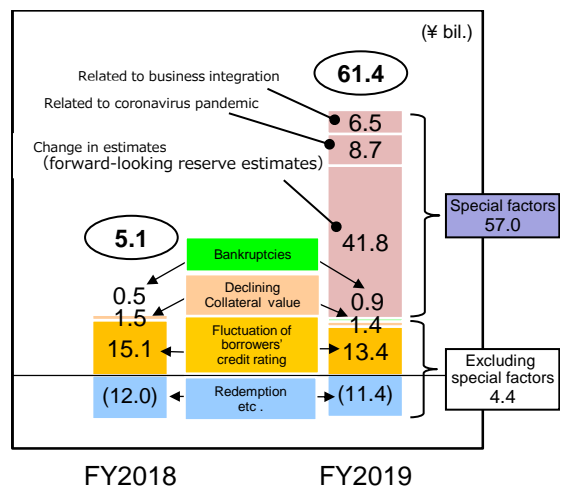 (¥ bil.)
61.4
Related to business integration
Related to coronavirus pandemic
6.5
8.7
Change in estimates
(forward-looking reserve estimates)
Special factors
57.0
5.1
41.8
Bankruptcies
0.5
0.9
Declining
Collateral value
1.5
1.4
Fluctuation of
borrowers'
credit rating
15.1
13.4
Excluding
special factors
4.4
(12.0)
Redemption
etc .
(11.4)
FY2018
FY2019